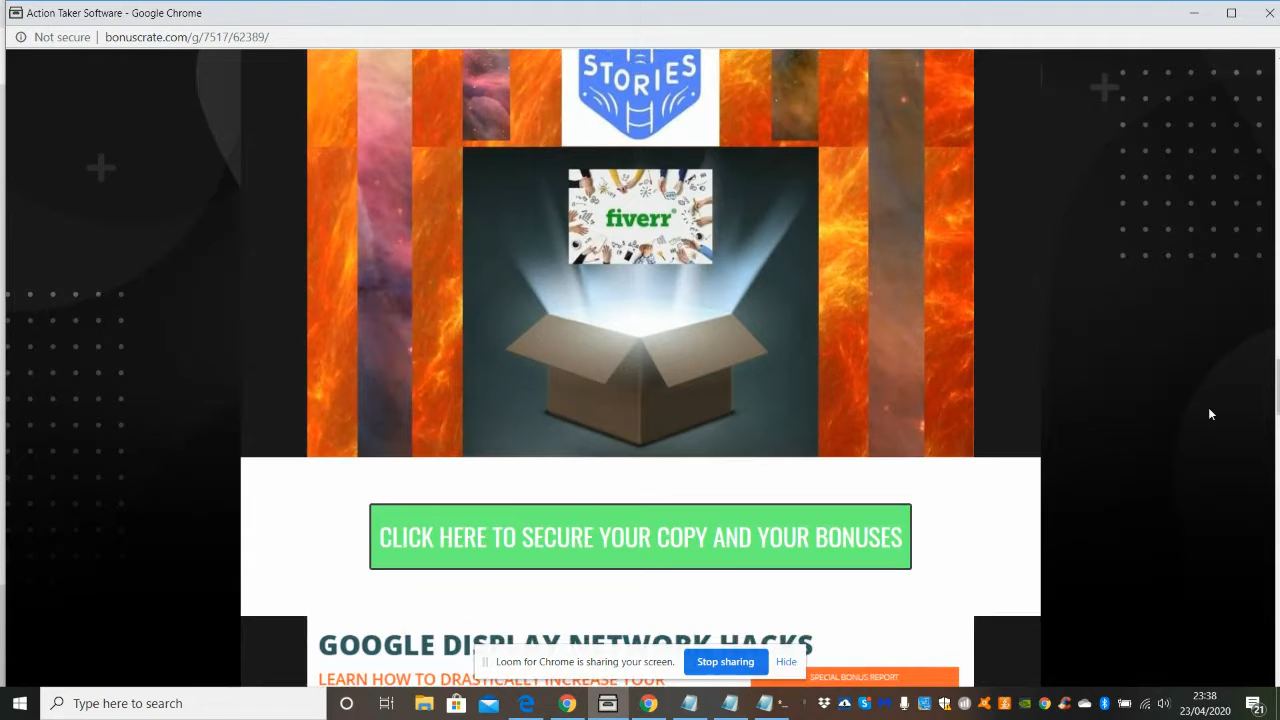 Action Taker Software - Google Chrome
Not secure | bonuscrate.com/g/7517/62389/
STORIES
fiverr
CLICK HERE TO SECURE YOUR COPY AND YOUR BONUSES
GOOGLE DISPLAY NETWORK HACKS
Loom for Chrome is sharing your screen.
Stop sharing
Hide
LEARN HOW TO DRASTICALLY INCREASE YOUR
SPECIAL BONUS REPORT
Type here to search
23:38
23/04/2020
21